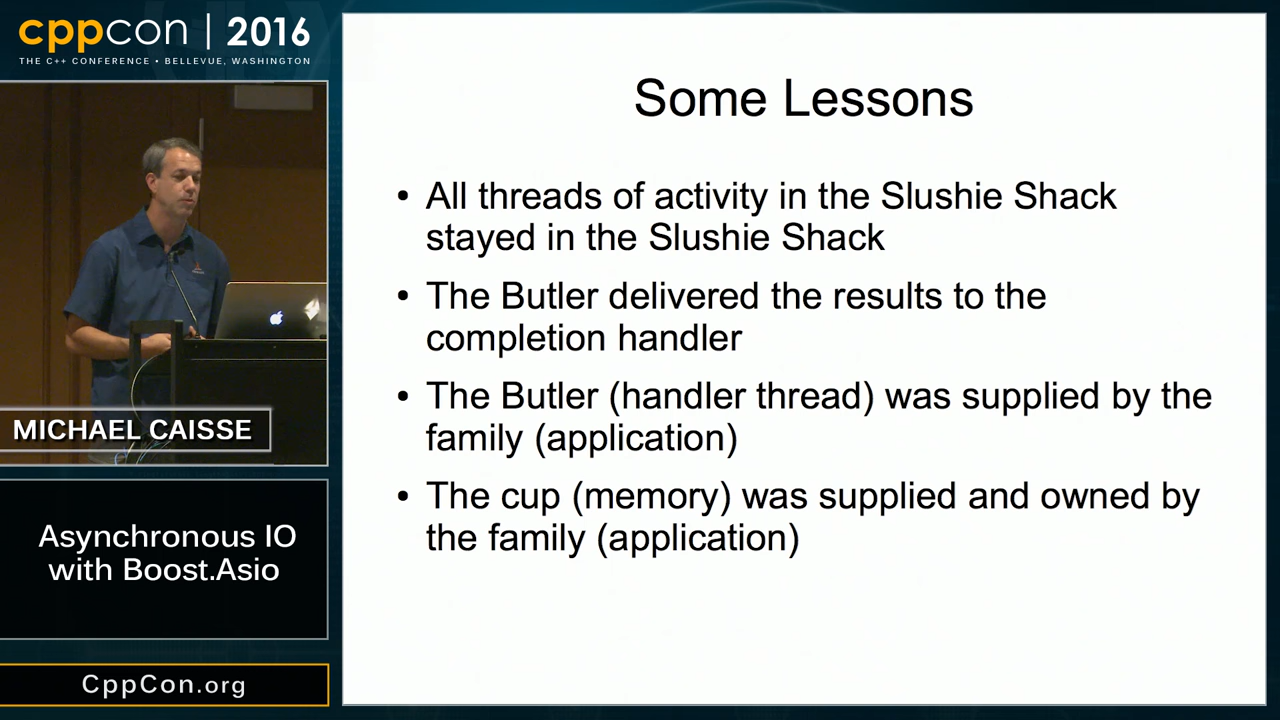 cppcon | 2016
THE C++ CONFERENCE • BELLEVUE, WASHINGTON
MICHAEL CAISSE
Asynchronous IO
with Boost.Asio
CppCon.org
Some Lessons
• All threads of activity in the Slushie Shack
stayed in the Slushie Shack
• The Butler delivered the results to the
completion handler
• The Butler (handler thread) was supplied by the
family (application)
• The cup (memory) was supplied and owned by
the family (application)